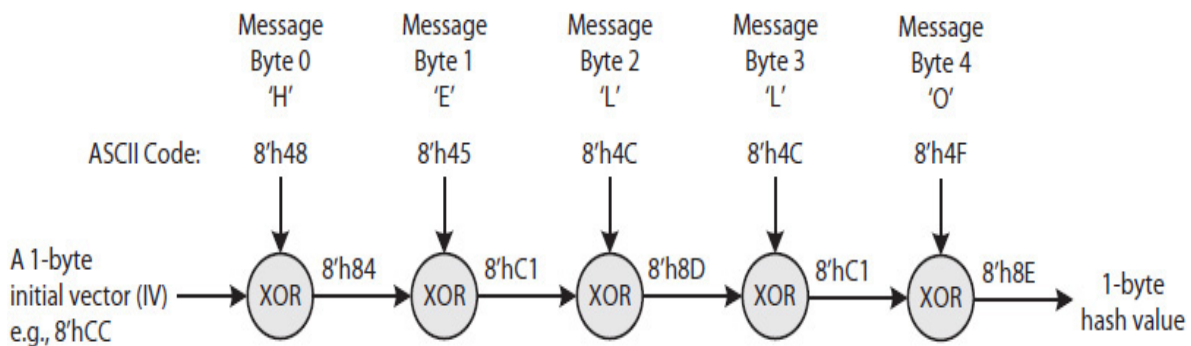 Message
Byte 0
'H'
Message
Byte 1
'E'
Message
Byte 2
'L'
Message
Byte 3
'L'
Message
Byte 4
'O'
ASCII Code: 8'h48 8'h45 8'h4C 8'h4C 8'h4F
A 1-byte
initial vector (IV)
e.g., 8'hCC
XOR 8'h84 XOR 8'hC1 XOR 8'h8D XOR 8'hC1 XOR 8'h8E
1-byte
hash value